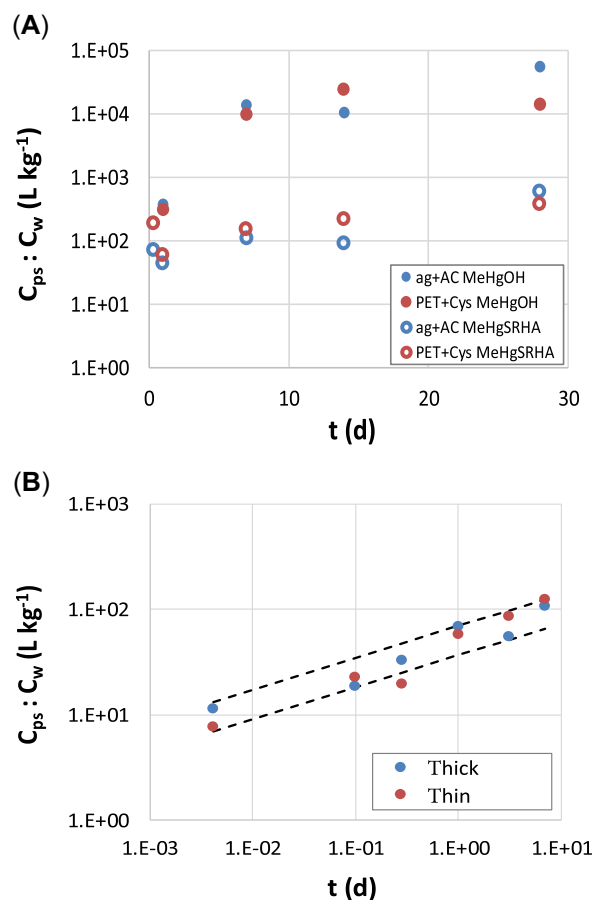 (A)
1.E+05
1.E+04
1.E+03
1.E+02
1.E+01
1.E+00
Cps : Cw (L kg-1)
ag+AC MeHgOH
PET+Cys MeHgOH
ag+AC MeHgSRHA
PET+Cys MeHgSRHA
0 10 20 30
t (d)
(B)
1.E+03
1.E+02
1.E+01
1.E+00
Cps : Cw (L kg-1)
Thick
Thin
1.E-03 1.E-02 1.E-01 1.E+00 1.E+01
t (d)